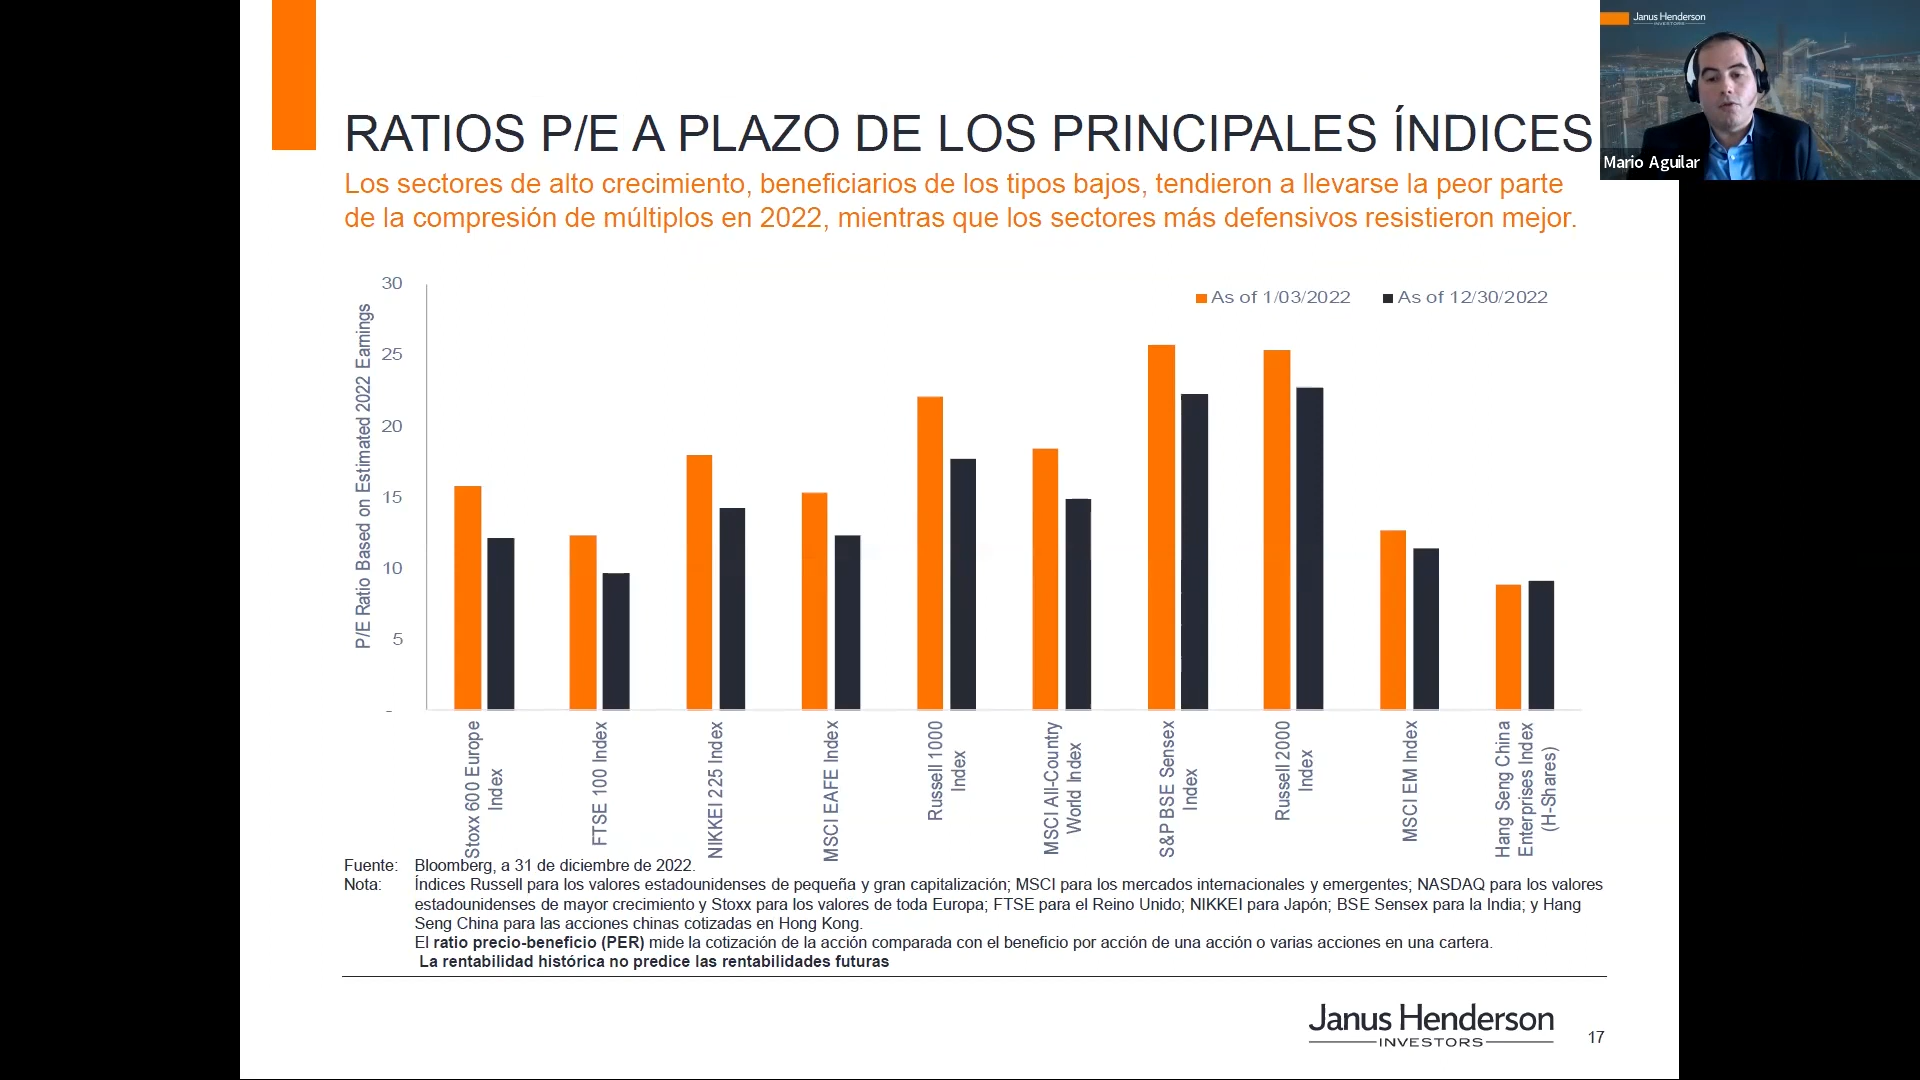 Janus Henderson
INVESTORS
Mario Aguilar
RATIOS P/E A PLAZO DE LOS PRINCIPALES ÍNDICES
Los sectores de alto crecimiento, beneficiarios de los tipos bajos, tendieron a llevarse la peor parte
de la compresión de múltiplos en 2022, mientras que los sectores más defensivos resistieron mejor.
P/E Ratio Based on Estimated 2022 Earnings
30
25
20
15
10
5
-
As of 1/03/2022
As of 12/30/2022
Stoxx 600 Europe
Index
FTSE 100 Index
NIKKEI 225 Index
MSCI EAFE Index
Russell 1000
Index
MSCI All-Country
World Index
S&P BSE Sensex
Index
Russell 2000
Index
MSCI EM Index
Hang Seng China
Enterprises Index
(H-Shares)
Fuente: Bloomberg, a 31 de diciembre de 2022.
Nota: Índices Russell para los valores estadounidenses de pequeña y gran capitalización; MSCI para los mercados internacionales y emergentes; NASDAQ para los valores
estadounidenses de mayor crecimiento y Stoxx para los valores de toda Europa; FTSE para el Reino Unido; NIKKEI para Japón; BSE Sensex para la India; y Hang
Seng China para las acciones chinas cotizadas en Hong Kong.
El ratio precio-beneficio (PER) mide la cotización de la acción comparada con el beneficio por acción de una acción o varias acciones en una cartera.
La rentabilidad histórica no predice las rentabilidades futuras
Janus Henderson
INVESTORS
17